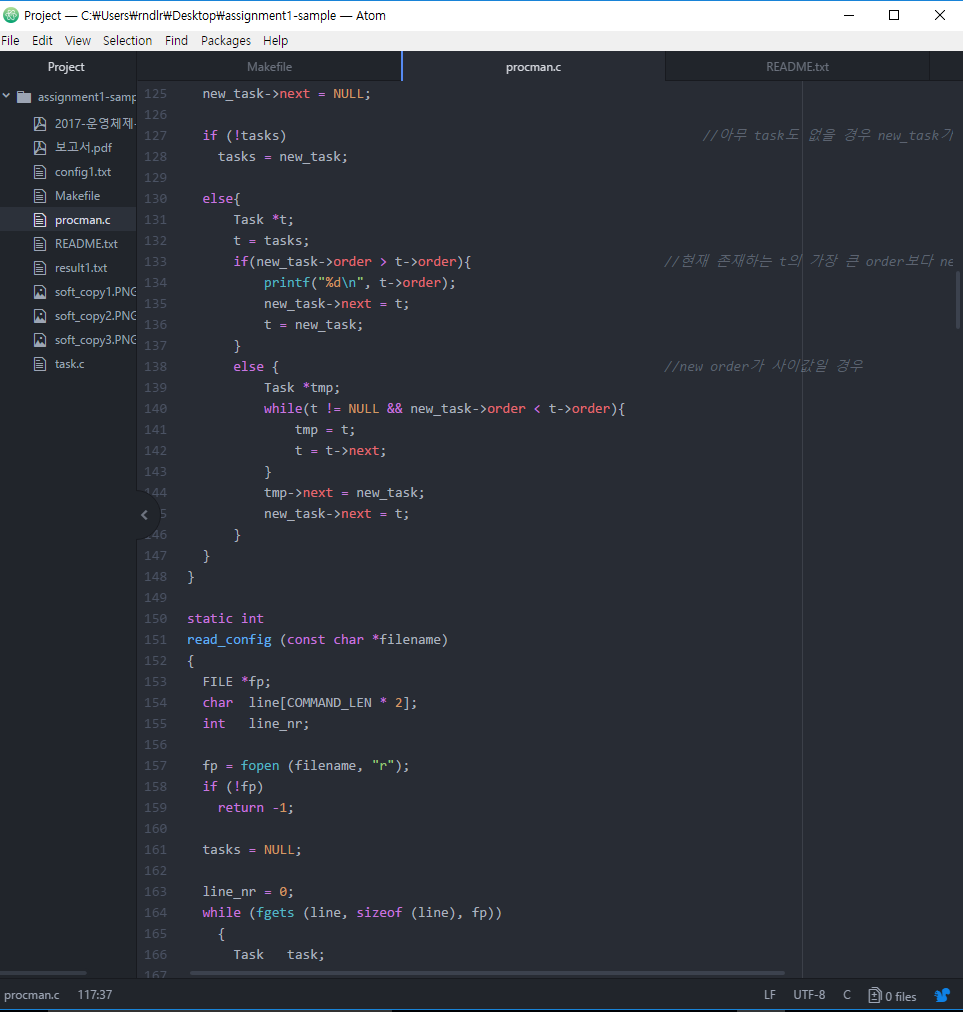 Project — C:₩Users₩rndlr₩Desktop₩assignment1-sample — Atom
File Edit View Selection Find Packages Help
Project
Makefile
procman.c
README.txt
assignment1-samp
2017-운영체제-
보고서.pdf
config1.txt
Makefile
procman.c
README.txt
result1.txt
soft_copy1.PNG
soft_copy2.PNG
soft_copy3.PNG
task.c
125 new_task->next = NULL;
126
127 if (!tasks) //아무 task도 없을 경우 new_task가
128 tasks = new_task;
129
130 else{
131 Task *t;
132 t = tasks;
133 if(new_task->order > t->order){ //현재 존재하는 t의 가장 큰 order보다 ne
134 printf("%d\n", t->order);
135 new_task->next = t;
136 t = new_task;
137 }
138 else { //new order가 사이값일 경우
139 Task *tmp;
140 while(t != NULL && new_task->order < t->order){
141 tmp = t;
142 t = t->next;
143 }
144 tmp->next = new_task;
5 new_task->next = t;
146 }
147 }
148 }
149
150 static int
151 read_config (const char *filename)
152 {
153 FILE *fp;
154 char line[COMMAND_LEN * 2];
155 int line_nr;
156
157 fp = fopen (filename, "r");
158 if (!fp)
159 return -1;
160
161 tasks = NULL;
162
163 line_nr = 0;
164 while (fgets (line, sizeof (line), fp))
165 {
166 Task task;
167
procman.c 117:37 LF UTF-8 C 0 files